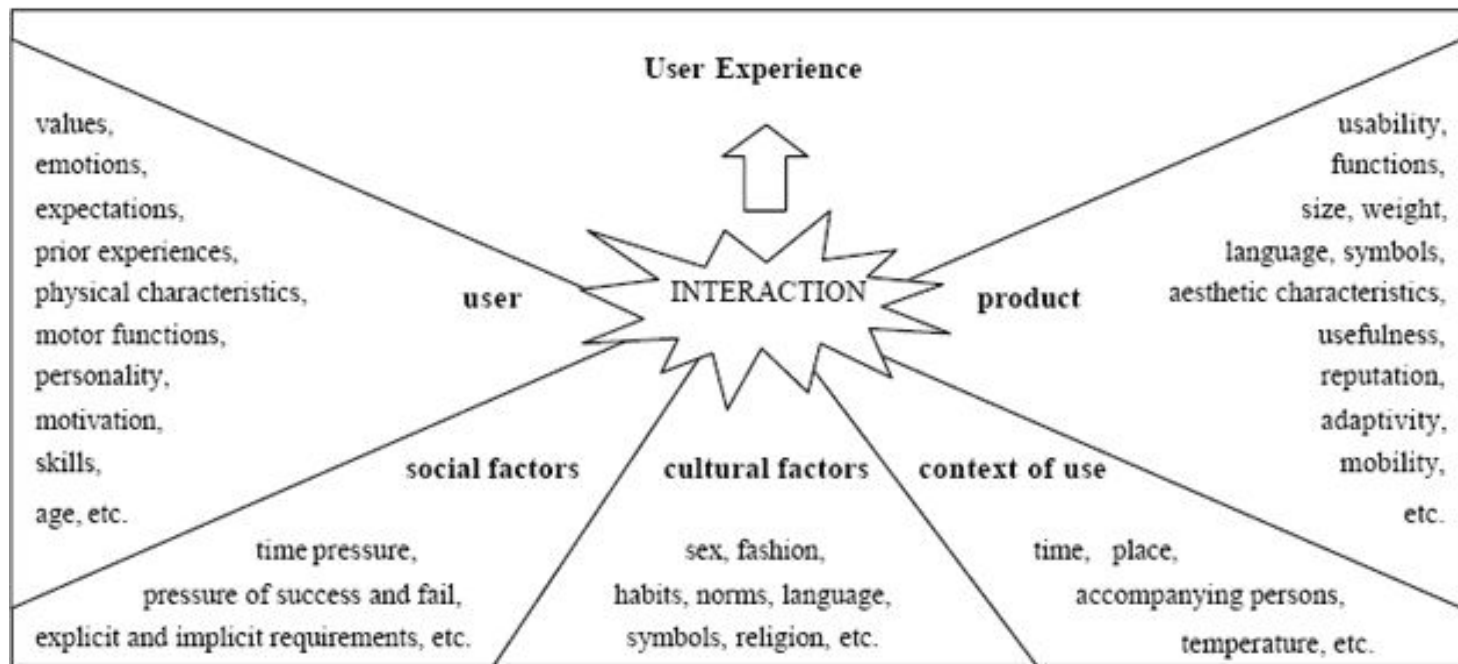 User Experience
INTERACTION
user
values,
emotions,
expectations,
prior experiences,
physical characteristics,
motor functions,
personality,
motivation,
skills,
age, etc.
product
usability,
functions,
size, weight,
language, symbols,
aesthetic characteristics,
usefulness,
reputation,
adaptivity,
mobility,
etc.
social factors
time pressure,
pressure of success and fail,
explicit and implicit requirements, etc.
cultural factors
sex, fashion,
habits, norms, language,
symbols, religion, etc.
context of use
time, place,
accompanying persons,
temperature, etc.